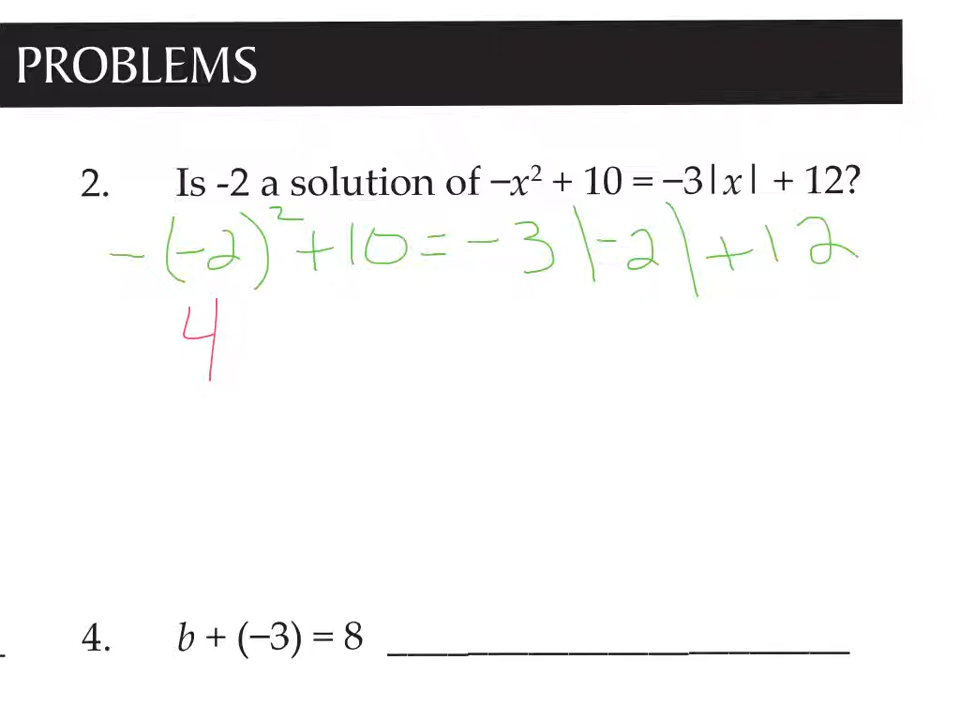 PROBLEMS
2. Is -2 a solution of −x² + 10 = −3|x| + 12?
-(-2)² +10 = -3|-2| +12
4
4. b + (−3) = 8 ____________________